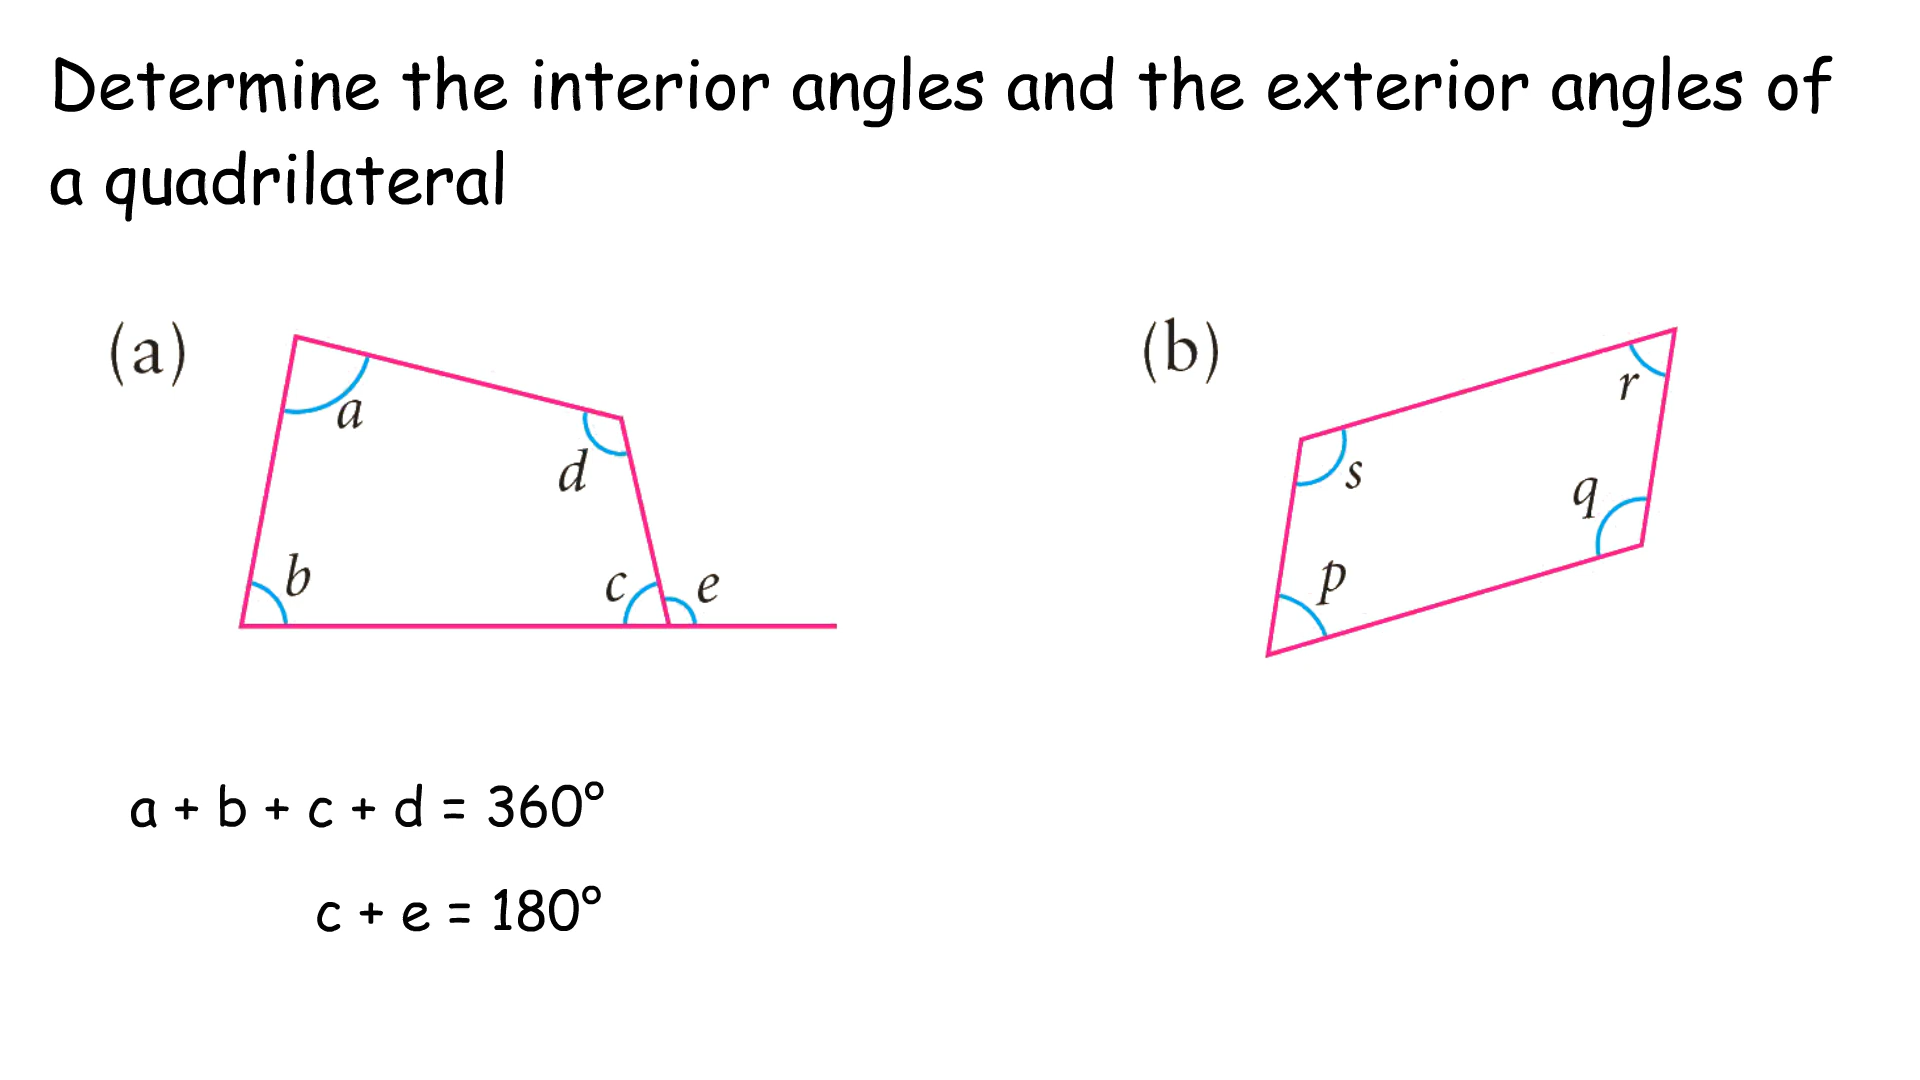 Determine the interior angles and the exterior angles of
a quadrilateral
(a)
a
d
b
c
e
(b)
r
s
q
p
a + b + c + d = 360°
c + e = 180°